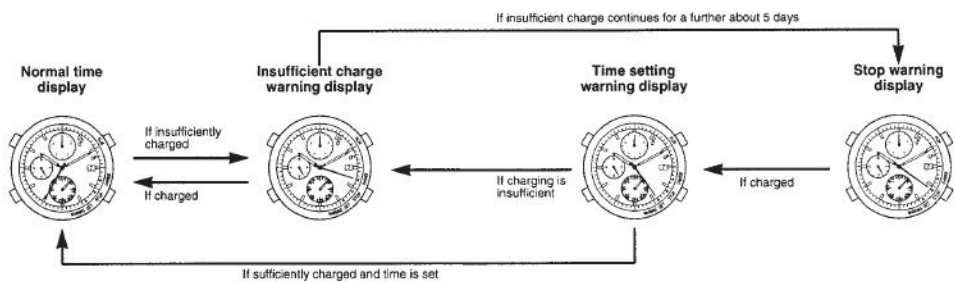 If insufficient charge continues for a further about 5 days
Normal time
display
Insufficient charge
warning display
Time setting
warning display
Stop warning
display
If insufficiently
charged
If charged
If charging is
insufficient
If charged
If sufficiently charged and time is set